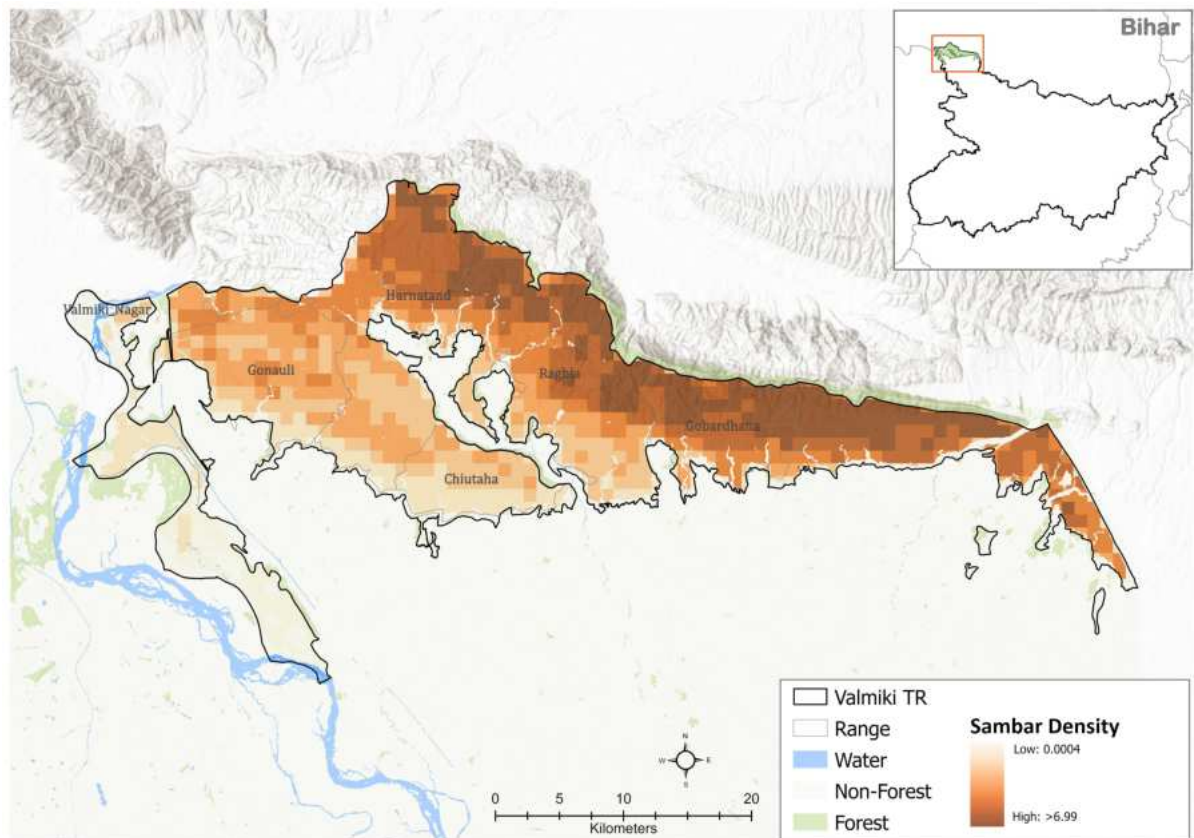 Bihar
Valmiki Nagar
Harnatand
Gonauli
Raghia
Gobardhana
Chiutaha
Valmiki TR
Range
Water
Non-Forest
Forest
Sambar Density
Low: 0.0004
High: >6.99
N
W E
S
0 5 10 20
Kilometers